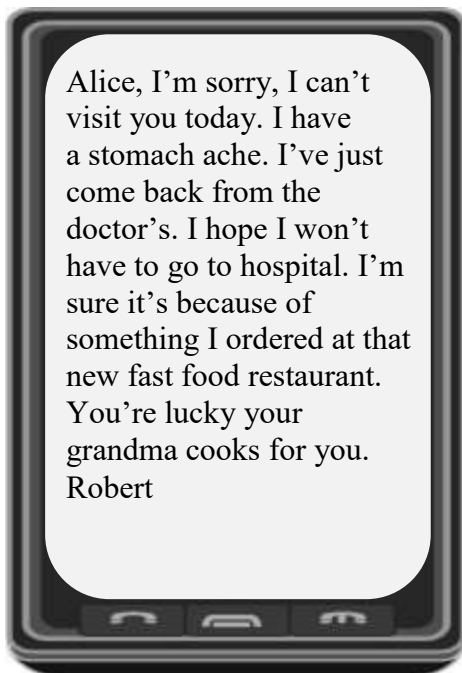 Alice, I’m sorry, I can’t
visit you today. I have
a stomach ache. I’ve just
come back from the
doctor’s. I hope I won’t
have to go to hospital. I’m
sure it’s because of
something I ordered at that
new fast food restaurant.
You’re lucky your
grandma cooks for you.
Robert